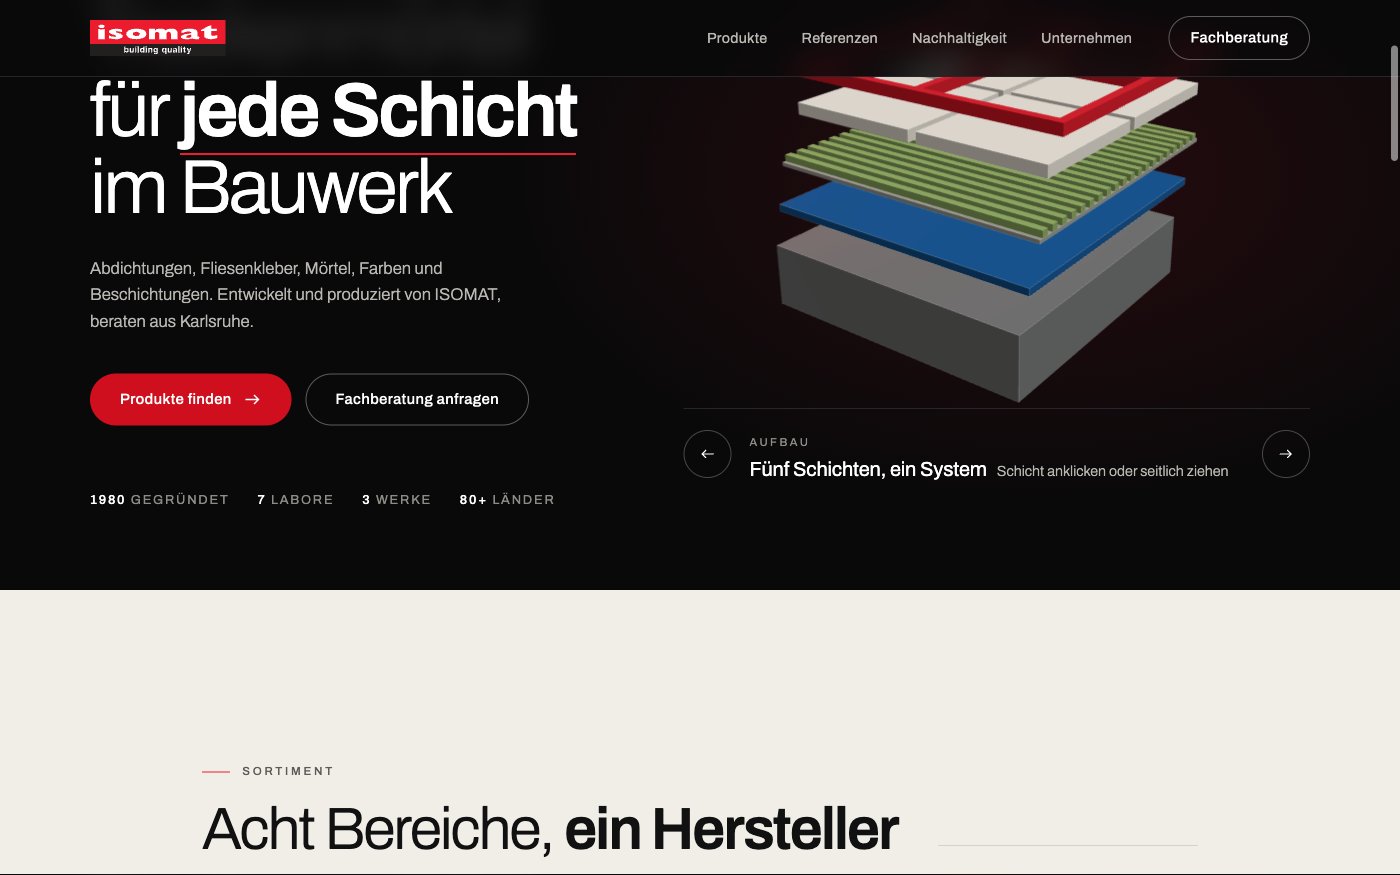 isomat
building quality
Produkte
Referenzen
Nachhaltigkeit
Unternehmen
Fachberatung
für jede Schicht
im Bauwerk
Abdichtungen, Fliesenkleber, Mörtel, Farben und
Beschichtungen. Entwickelt und produziert von ISOMAT,
beraten aus Karlsruhe.
Produkte finden →
Fachberatung anfragen
1980 GEGRÜNDET
7 LABORE
3 WERKE
80+ LÄNDER
←
AUFBAU
Fünf Schichten, ein System Schicht anklicken oder seitlich ziehen
→
SORTIMENT
Acht Bereiche, ein Hersteller